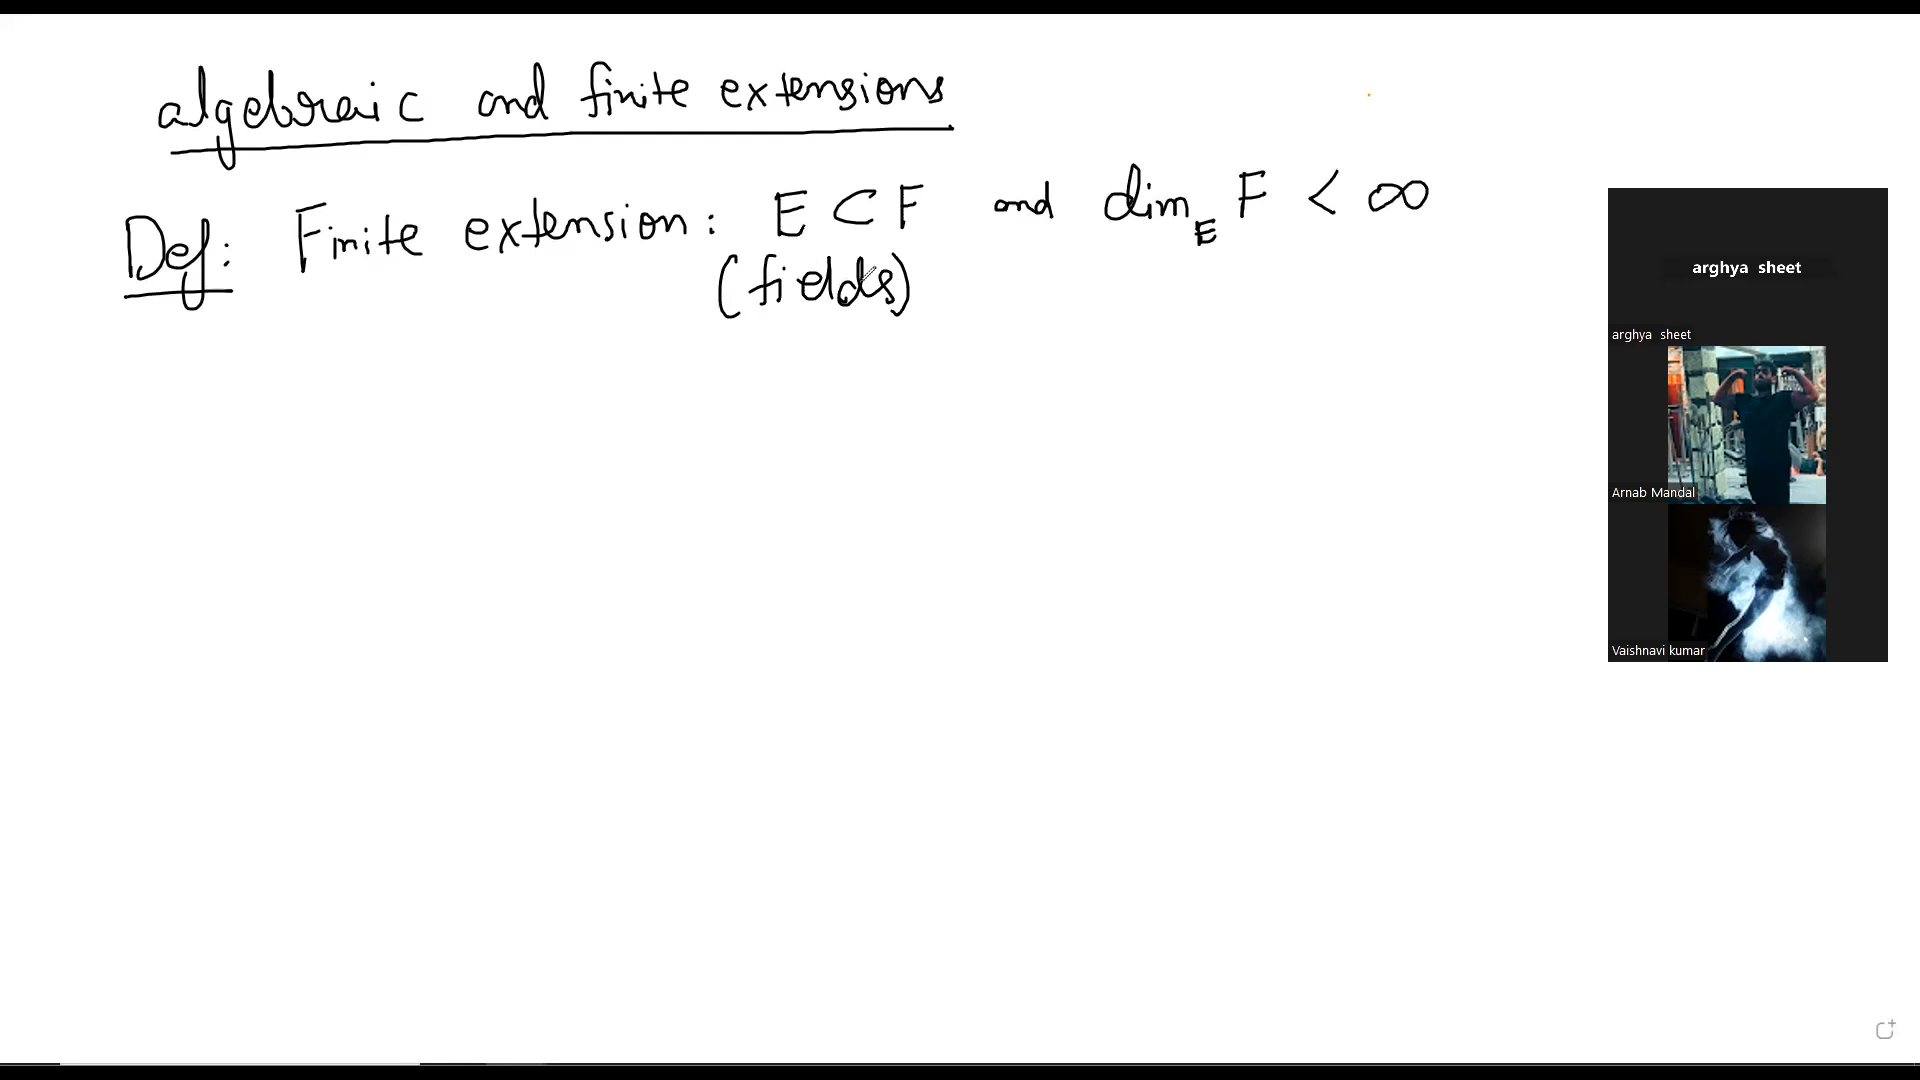 algebraic and finite extensions
Def: Finite extension: E ⊂ F and dim_E F < ∞
(fields)
arghya sheet
arghya sheet
Arnab Mandal
Vaishnavi kumar